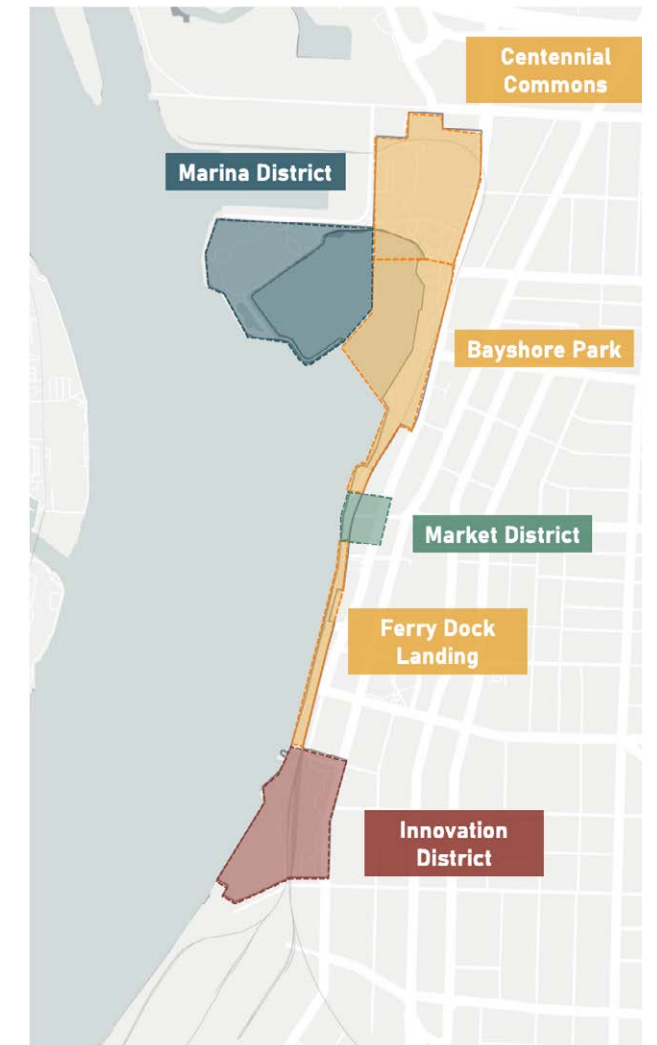 Centennial
Commons
Marina District
Bayshore Park
Market District
Ferry Dock
Landing
Innovation
District